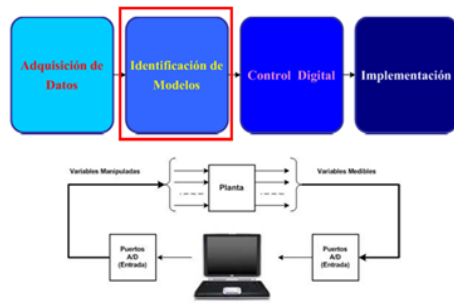 Adquisición de
Datos
Identificación de
Modelos
Control Digital
Implementación
Variables Manipuladas
Variables Medibles
Planta
Puertos
A/D
(Entrada)
Puertos
A/D
(Entrada)